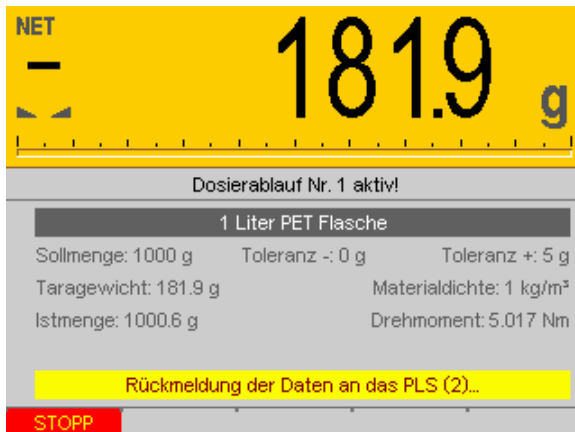 NET
– 181.9 g
Dosierablauf Nr. 1 aktiv!
1 Liter PET Flasche
Sollmenge: 1000 g Toleranz -: 0 g Toleranz +: 5 g
Taragewicht: 181.9 g Materialdichte: 1 kg/m³
Istmenge: 1000.6 g Drehmoment: 5.017 Nm
Rückmeldung der Daten an das PLS (2)...
STOPP